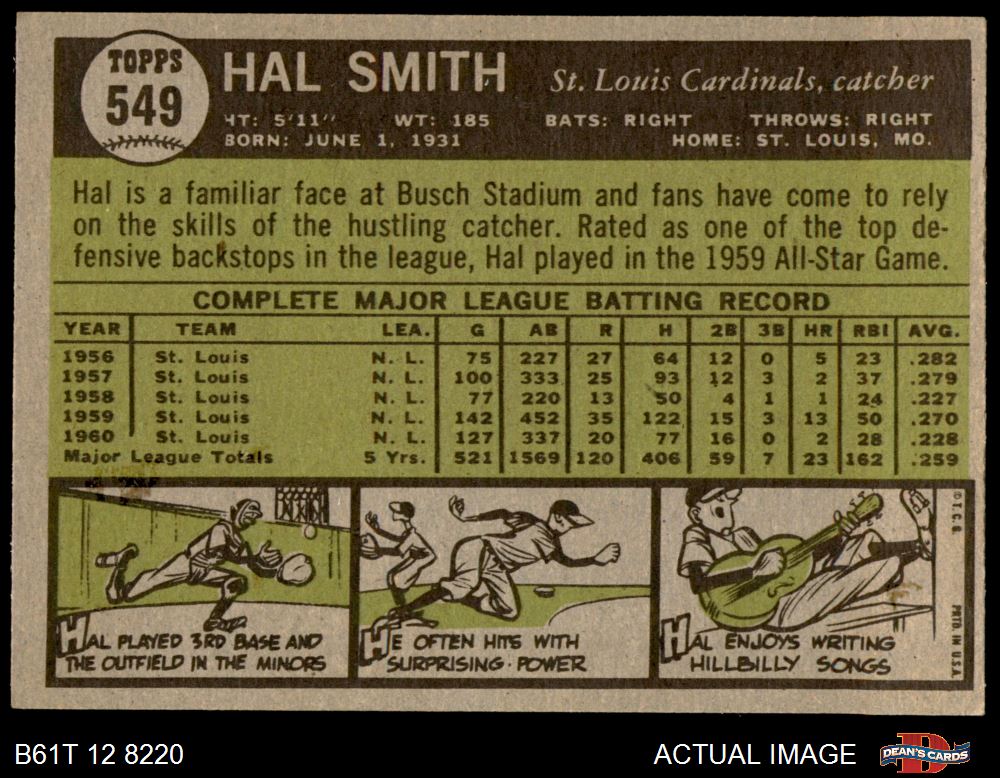 TOPPS
549
HAL SMITH
St. Louis Cardinals, catcher
HT: 5'11" WT: 185 BATS: RIGHT THROWS: RIGHT
BORN: JUNE 1, 1931 HOME: ST. LOUIS, MO.
Hal is a familiar face at Busch Stadium and fans have come to rely
on the skills of the hustling catcher. Rated as one of the top de-
fensive backstops in the league, Hal played in the 1959 All-Star Game.
COMPLETE MAJOR LEAGUE BATTING RECORD
YEAR TEAM LEA. G AB R H 2B 3B HR RBI AVG.
1956 St. Louis N. L. 75 227 27 64 12 0 5 23 .282
1957 St. Louis N. L. 100 333 25 93 12 3 2 37 .279
1958 St. Louis N. L. 77 220 13 50 4 1 1 24 .227
1959 St. Louis N. L. 142 452 35 122 15 3 13 50 .270
1960 St. Louis N. L. 127 337 20 77 16 0 2 28 .228
Major League Totals 5 Yrs. 521 1569 120 406 59 7 23 162 .259
HAL PLAYED 3RD BASE AND
THE OUTFIELD IN THE MINORS
HE OFTEN HITS WITH
SURPRISING POWER
HAL ENJOYS WRITING
HILLBILLY SONGS
© T.C.G.
PRTD. IN U.S.A.
B61T 12 8220
ACTUAL IMAGE
DEAN'S CARDS